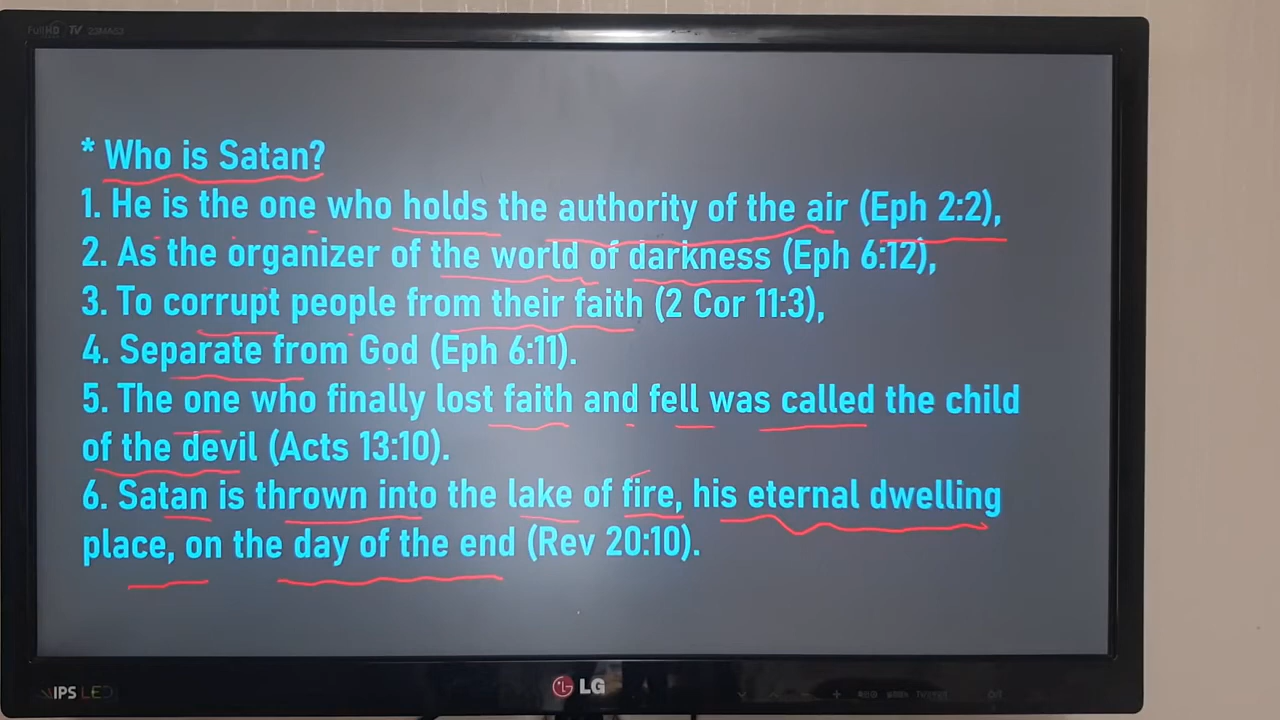 FullHD TV 23MA53
* Who is Satan?
1. He is the one who holds the authority of the air (Eph 2:2),
2. As the organizer of the world of darkness (Eph 6:12),
3. To corrupt people from their faith (2 Cor 11:3),
4. Separate from God (Eph 6:11).
5. The one who finally lost faith and fell was called the child
of the devil (Acts 13:10).
6. Satan is thrown into the lake of fire, his eternal dwelling
place, on the day of the end (Rev 20:10).
IPS LED
LG